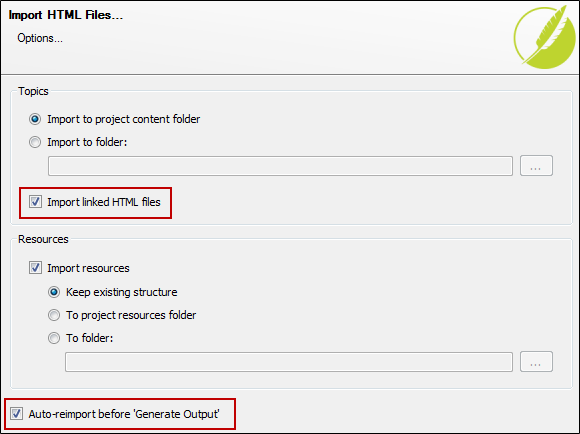 Import HTML Files...
Options...
Topics
Import to project content folder
Import to folder:
...
Import linked HTML files
Resources
Import resources
Keep existing structure
To project resources folder
To folder:
...
Auto-reimport before 'Generate Output'